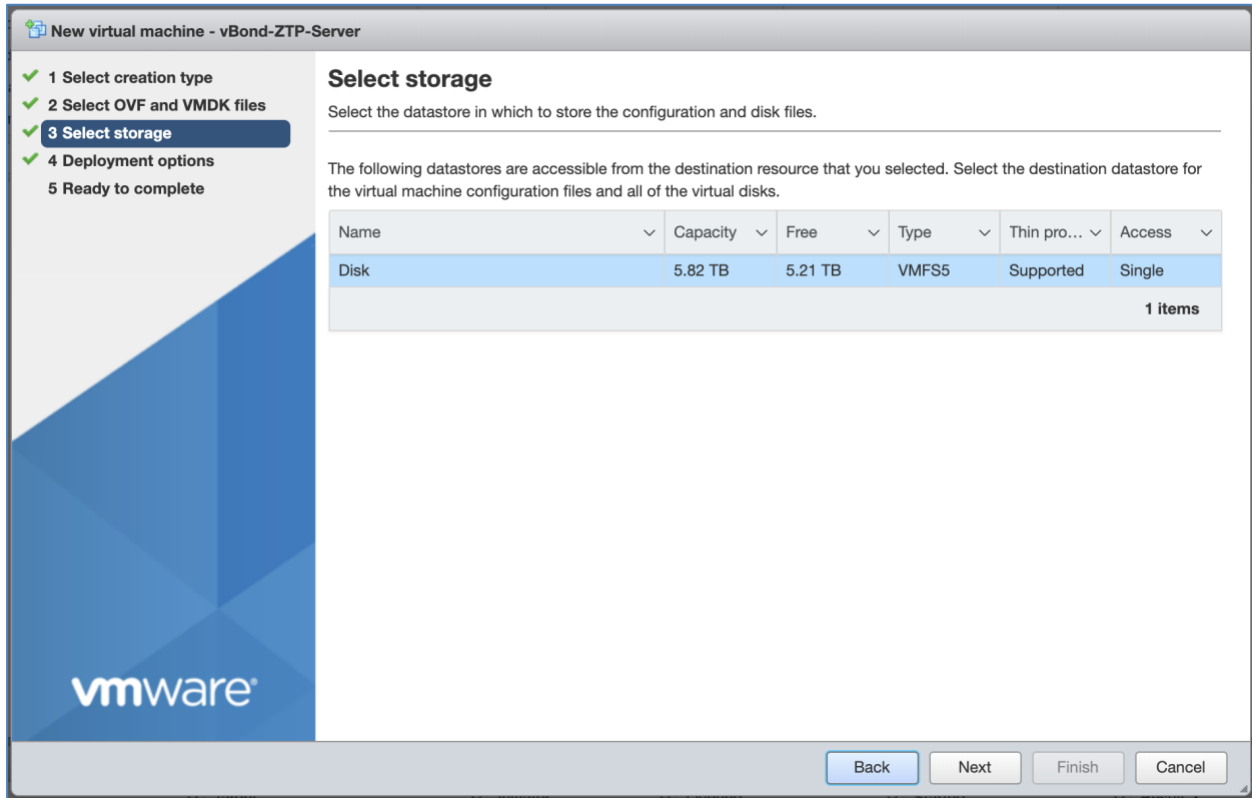 New virtual machine - vBond-ZTP-Server
1 Select creation type
2 Select OVF and VMDK files
3 Select storage
4 Deployment options
5 Ready to complete
Select storage
Select the datastore in which to store the configuration and disk files.
The following datastores are accessible from the destination resource that you selected. Select the destination datastore for
the virtual machine configuration files and all of the virtual disks.
Name Capacity Free Type Thin pro... Access
Disk 5.82 TB 5.21 TB VMFS5 Supported Single
1 items
vmware®
Back Next Finish Cancel